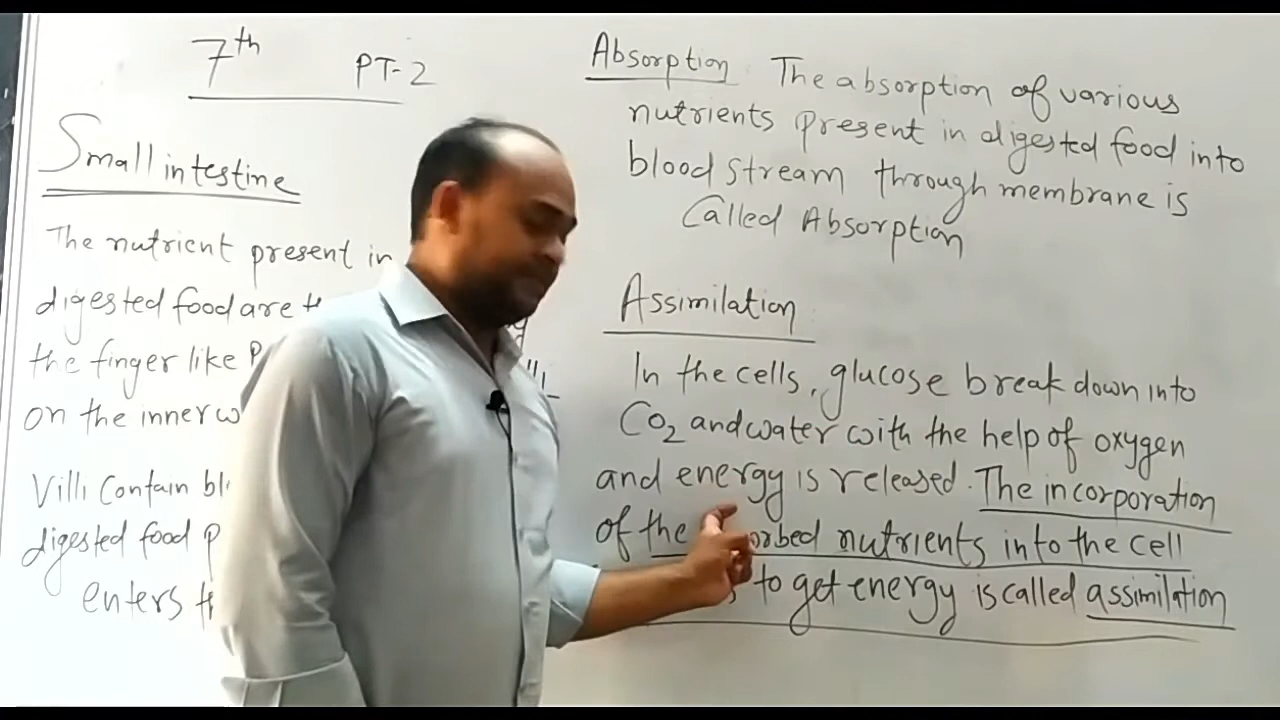 7th PT-2
Small intestine
The nutrient present in
digested food are
the finger like
on the inner
Villi Contain
digested food
enters
Absorption The absorption of various
nutrients present in digested food into
blood stream through membrane is
Called Absorption
Assimilation
In the cells, glucose break down into
CO2 and water with the help of oxygen
and energy is released. The incorporation
of the nutrients into the cell
to get energy is called assimilation